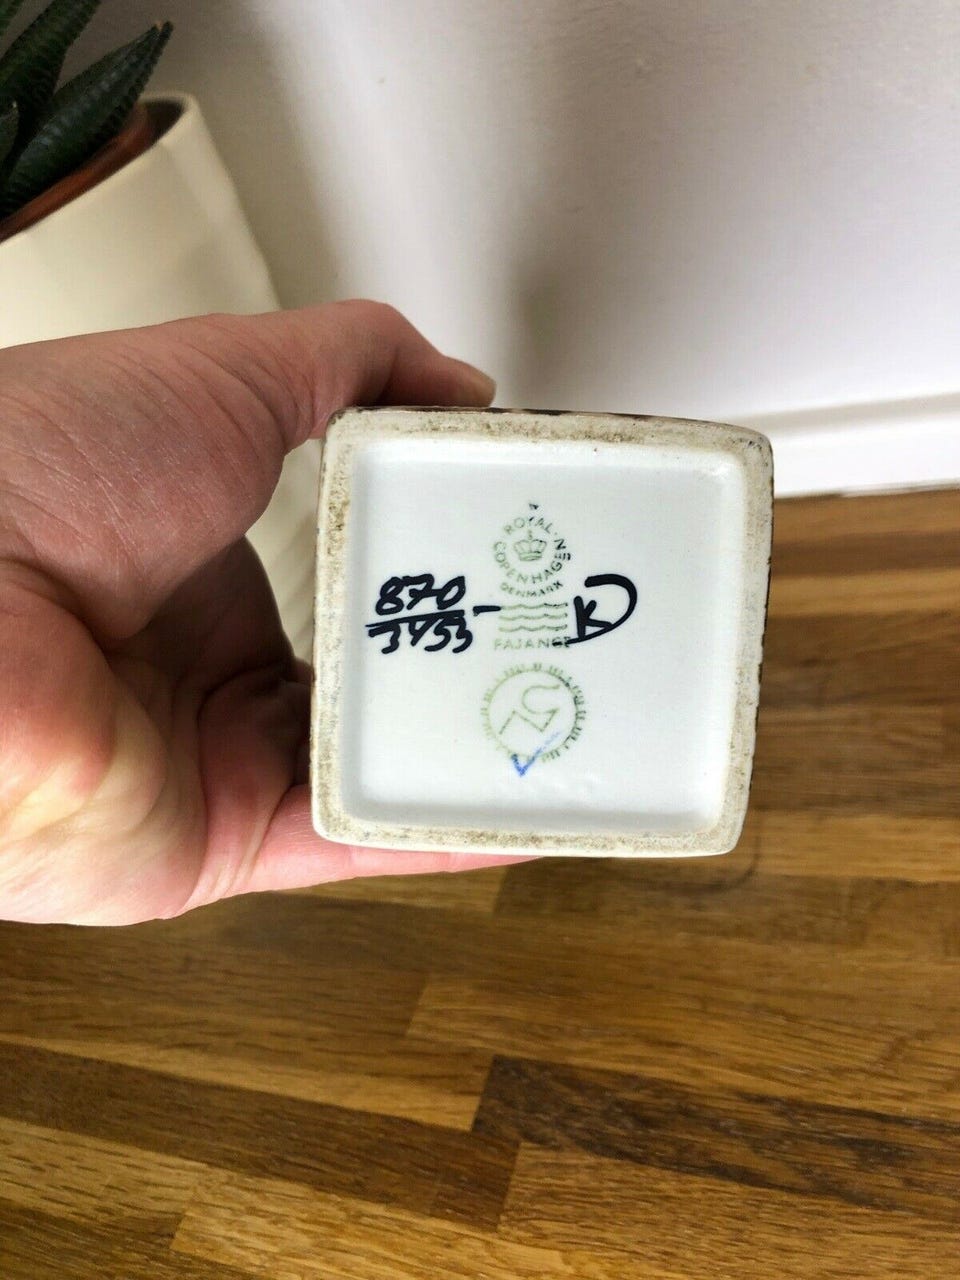 ROYAL COPENHAGEN
DENMARK
870
3453
FAJANCE
K